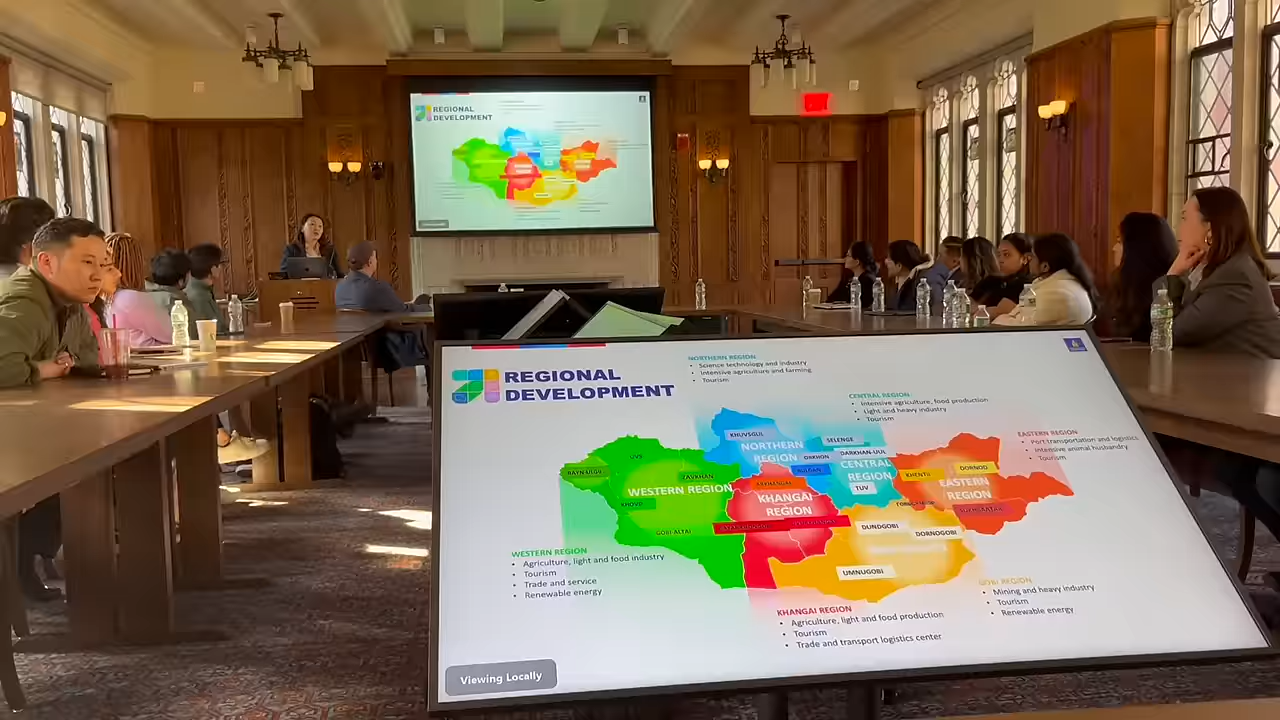 REGIONAL
DEVELOPMENT
REGIONAL
DEVELOPMENT
NORTHERN REGION
• Science technology and industry
• Intensive agriculture and farming
• Tourism
CENTRAL REGION
• Intensive agriculture, food production
• Light and heavy industry
• Tourism
EASTERN REGION
• Port transportation and logistics
• Intensive animal husbandry
• Tourism
KHUVSGUL
NORTHERN
REGION
SELENGE
DARKHAN-UUL
BULGAN
CENTRAL
REGION
TUV
UVS
BAYN-ULGII
ZAVKHAN
WESTERN REGION
KHOVD
GOBI-ALTAI
ARKHANGAI
KHANGAI
REGION
KHENTII
DORNOD
EASTERN
REGION
SUKHBAATAR
DUNDGOBI
DORNOGOBI
UMNUGOBI
WESTERN REGION
• Agriculture, light and food industry
• Tourism
• Trade and service
• Renewable energy
KHANGAI REGION
• Agriculture, light and food production
• Tourism
• Trade and transport logistics center
GOBI REGION
• Mining and heavy industry
• Tourism
• Renewable energy
Viewing Locally